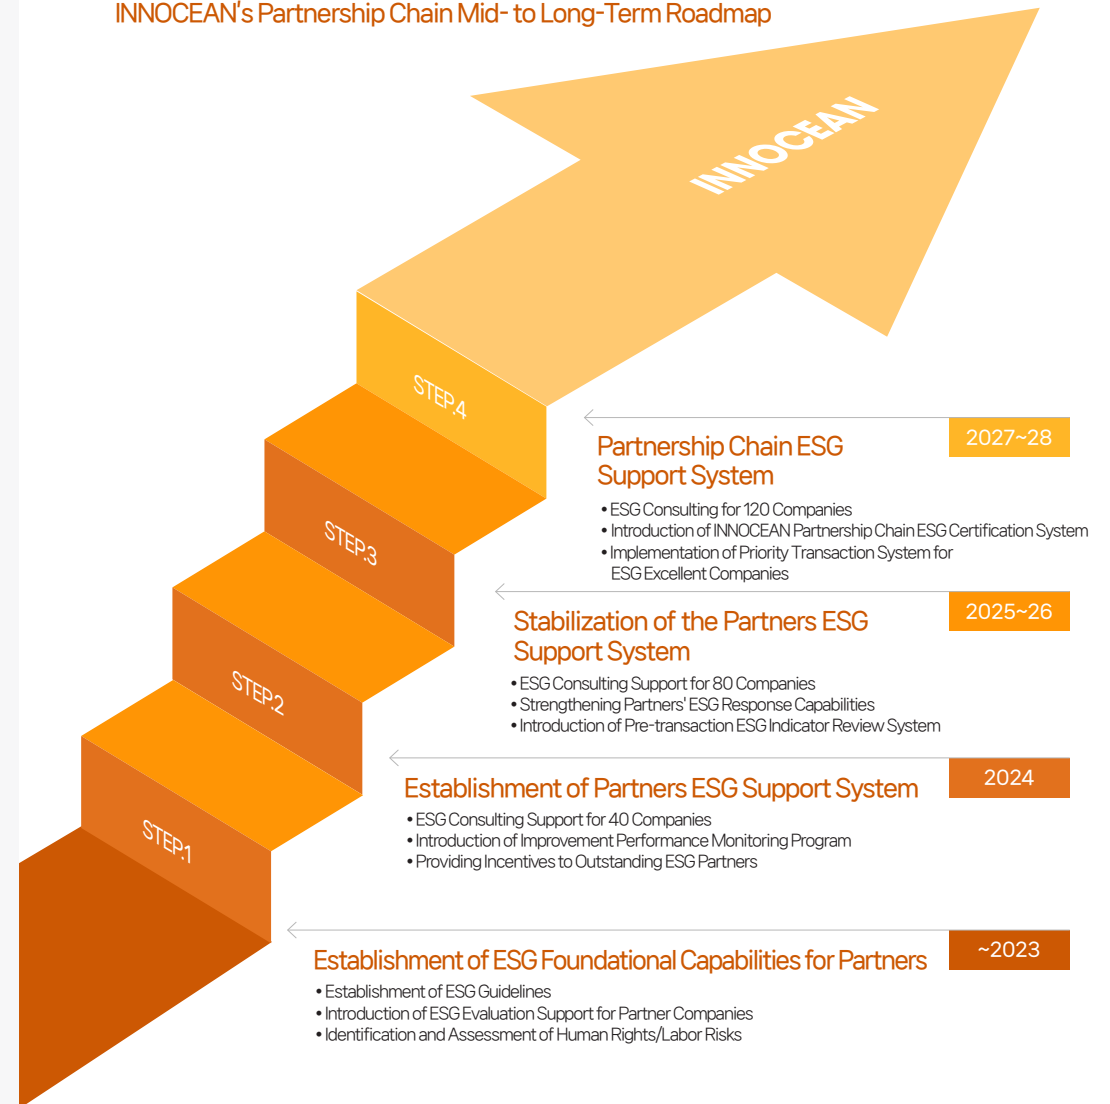 INNOCEAN's Partnership Chain Mid- to Long-Term Roadmap
INNOCEAN
STEP.4
2027~28
Partnership Chain ESG
Support System
• ESG Consulting for 120 Companies
• Introduction of INNOCEAN Partnership Chain ESG Certification System
• Implementation of Priority Transaction System for
ESG Excellent Companies
STEP.3
2025~26
Stabilization of the Partners ESG
Support System
• ESG Consulting Support for 80 Companies
• Strengthening Partners' ESG Response Capabilities
• Introduction of Pre-transaction ESG Indicator Review System
STEP.2
2024
Establishment of Partners ESG Support System
• ESG Consulting Support for 40 Companies
• Introduction of Improvement Performance Monitoring Program
• Providing Incentives to Outstanding ESG Partners
STEP.1
~2023
Establishment of ESG Foundational Capabilities for Partners
• Establishment of ESG Guidelines
• Introduction of ESG Evaluation Support for Partner Companies
• Identification and Assessment of Human Rights/Labor Risks